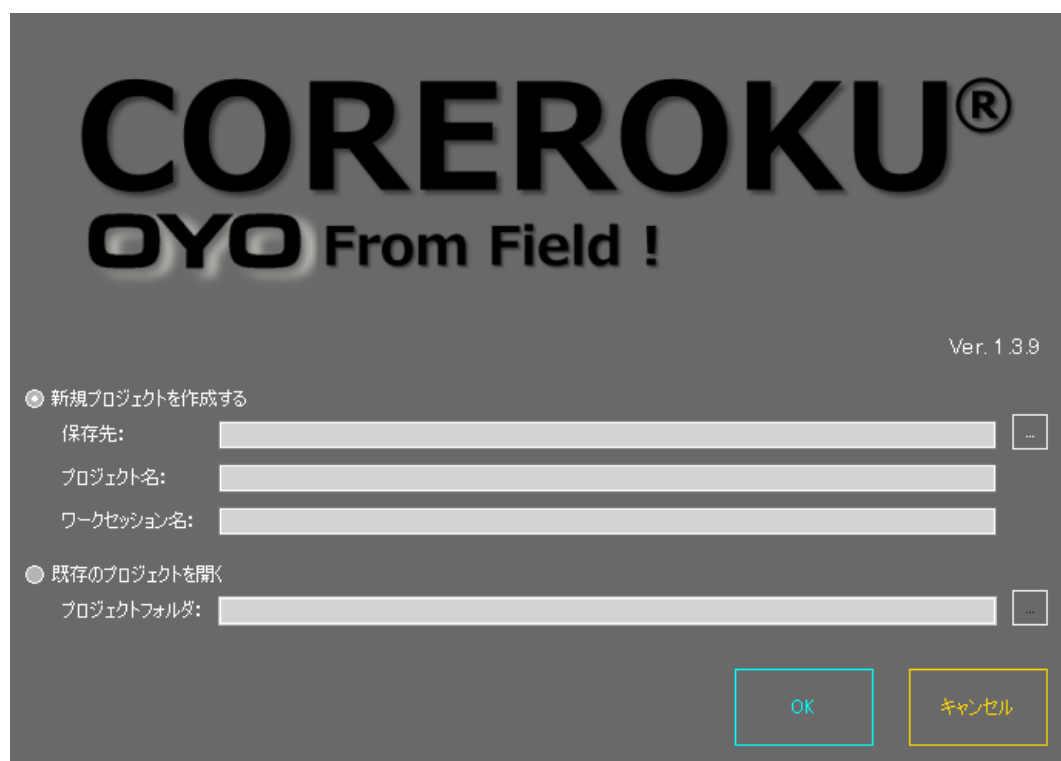 COREROKU®
OYO From Field !
Ver. 1.3.9
新規プロジェクトを作成する
保存先:
...
プロジェクト名:
ワークセッション名:
既存のプロジェクトを開く
プロジェクトフォルダ:
...
OK キャンセル